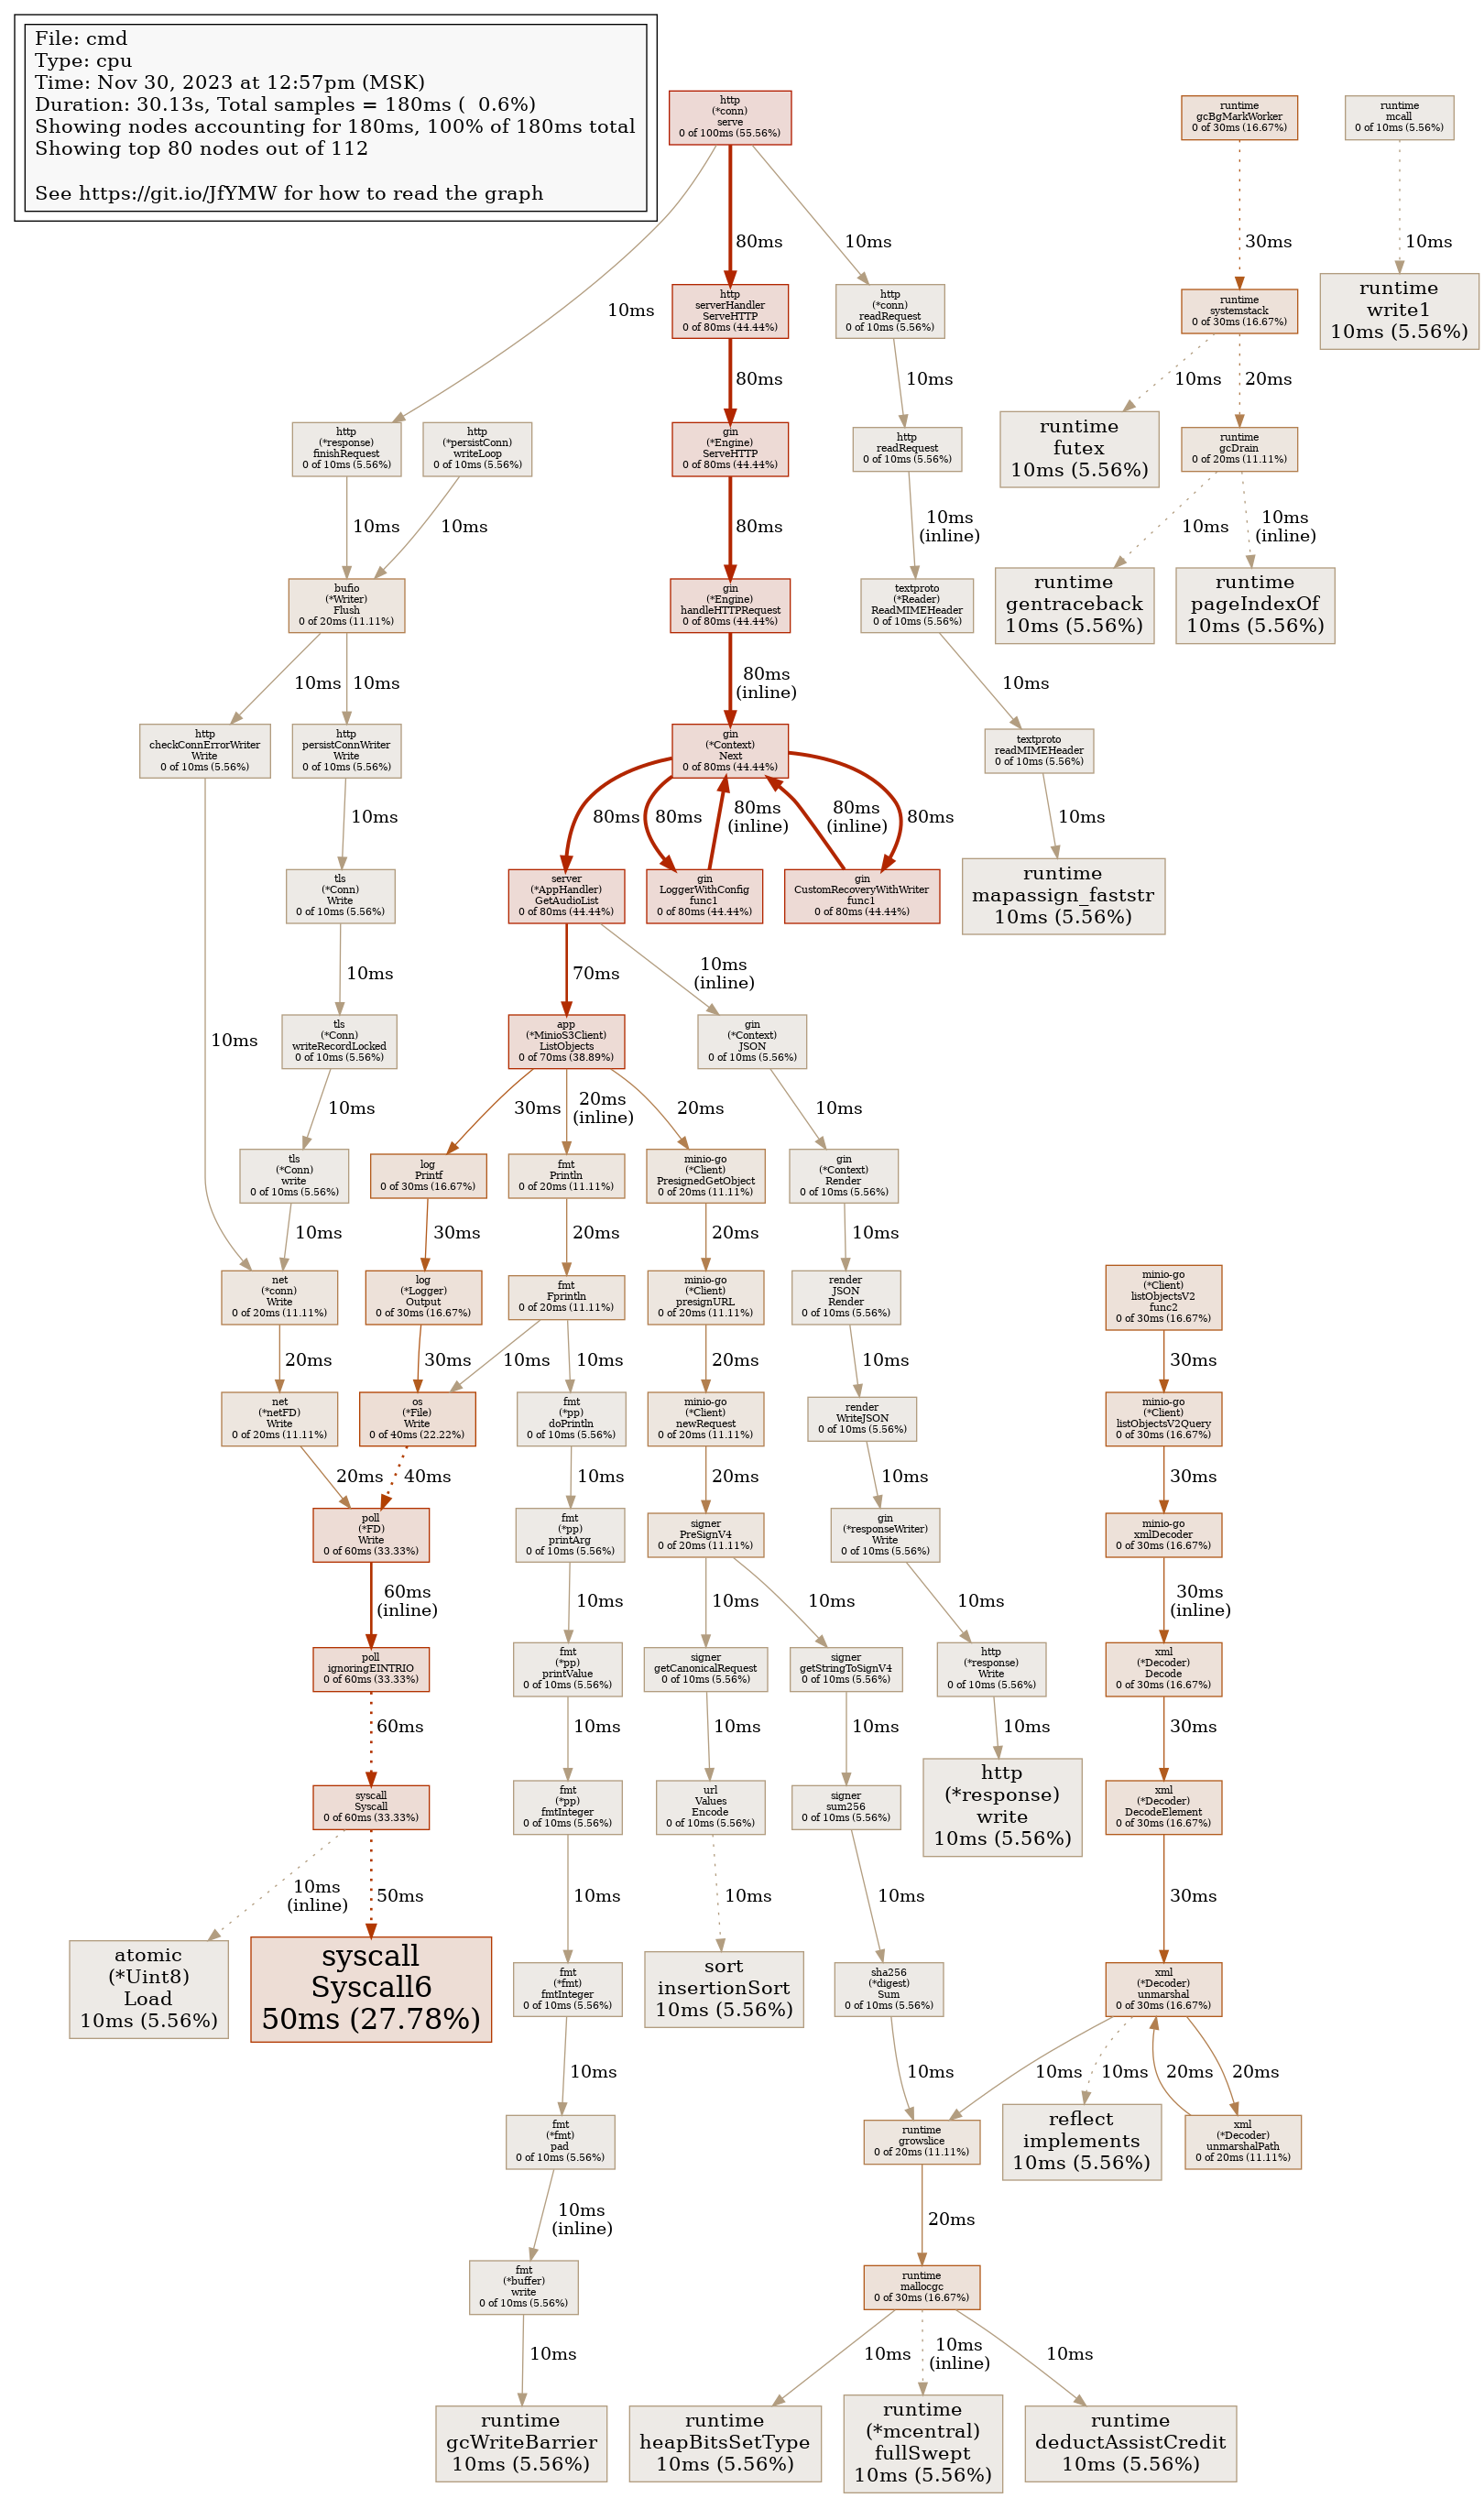 File: cmd
Type: cpu
Time: Nov 30, 2023 at 12:57pm (MSK)
Duration: 30.13s, Total samples = 180ms (  0.6%)
Showing nodes accounting for 180ms, 100% of 180ms total
Showing top 80 nodes out of 112
See https://git.io/JfYMW for how to read the graph
http
(*conn)
serve
0 of 100ms (55.56%)
runtime
gcBgMarkWorker
0 of 30ms (16.67%)
runtime
mcall
0 of 10ms (5.56%)
10ms
80ms
10ms
30ms
10ms
http
serverHandler
ServeHTTP
0 of 80ms (44.44%)
http
(*conn)
readRequest
0 of 10ms (5.56%)
runtime
systemstack
0 of 30ms (16.67%)
runtime
write1
10ms (5.56%)
80ms
10ms
10ms
20ms
http
(*response)
finishRequest
0 of 10ms (5.56%)
http
(*persistConn)
writeLoop
0 of 10ms (5.56%)
gin
(*Engine)
ServeHTTP
0 of 80ms (44.44%)
http
readRequest
0 of 10ms (5.56%)
runtime
futex
10ms (5.56%)
runtime
gcDrain
0 of 20ms (11.11%)
10ms
10ms
80ms
10ms
(inline)
10ms
10ms
(inline)
bufio
(*Writer)
Flush
0 of 20ms (11.11%)
gin
(*Engine)
handleHTTPRequest
0 of 80ms (44.44%)
textproto
(*Reader)
ReadMIMEHeader
0 of 10ms (5.56%)
runtime
gentraceback
10ms (5.56%)
runtime
pageIndexOf
10ms (5.56%)
10ms
10ms
80ms
(inline)
10ms
http
checkConnErrorWriter
Write
0 of 10ms (5.56%)
http
persistConnWriter
Write
0 of 10ms (5.56%)
gin
(*Context)
Next
0 of 80ms (44.44%)
textproto
readMIMEHeader
0 of 10ms (5.56%)
10ms
80ms
80ms
80ms
(inline)
80ms
(inline)
80ms
10ms
tls
(*Conn)
Write
0 of 10ms (5.56%)
server
(*AppHandler)
GetAudioList
0 of 80ms (44.44%)
gin
LoggerWithConfig
func1
0 of 80ms (44.44%)
gin
CustomRecoveryWithWriter
func1
0 of 80ms (44.44%)
runtime
mapassign_faststr
10ms (5.56%)
10ms
70ms
10ms
(inline)
10ms
tls
(*Conn)
writeRecordLocked
0 of 10ms (5.56%)
app
(*MinioS3Client)
ListObjects
0 of 70ms (38.89%)
gin
(*Context)
JSON
0 of 10ms (5.56%)
10ms
30ms
20ms
(inline)
20ms
10ms
tls
(*Conn)
write
0 of 10ms (5.56%)
log
Printf
0 of 30ms (16.67%)
fmt
Println
0 of 20ms (11.11%)
minio-go
(*Client)
PresignedGetObject
0 of 20ms (11.11%)
gin
(*Context)
Render
0 of 10ms (5.56%)
10ms
30ms
20ms
20ms
10ms
net
(*conn)
Write
0 of 20ms (11.11%)
log
(*Logger)
Output
0 of 30ms (16.67%)
fmt
Fprintln
0 of 20ms (11.11%)
minio-go
(*Client)
presignURL
0 of 20ms (11.11%)
render
JSON
Render
0 of 10ms (5.56%)
minio-go
(*Client)
listObjectsV2
func2
0 of 30ms (16.67%)
20ms
30ms
10ms
10ms
20ms
10ms
30ms
net
(*netFD)
Write
0 of 20ms (11.11%)
os
(*File)
Write
0 of 40ms (22.22%)
fmt
(*pp)
doPrintln
0 of 10ms (5.56%)
minio-go
(*Client)
newRequest
0 of 20ms (11.11%)
render
WriteJSON
0 of 10ms (5.56%)
minio-go
(*Client)
listObjectsV2Query
0 of 30ms (16.67%)
20ms
40ms
10ms
20ms
10ms
30ms
poll
(*FD)
Write
0 of 60ms (33.33%)
fmt
(*pp)
printArg
0 of 10ms (5.56%)
signer
PreSignV4
0 of 20ms (11.11%)
gin
(*responseWriter)
Write
0 of 10ms (5.56%)
minio-go
xmlDecoder
0 of 30ms (16.67%)
60ms
(inline)
10ms
10ms
10ms
10ms
30ms
(inline)
poll
ignoringEINTRIO
0 of 60ms (33.33%)
fmt
(*pp)
printValue
0 of 10ms (5.56%)
signer
getCanonicalRequest
0 of 10ms (5.56%)
signer
getStringToSignV4
0 of 10ms (5.56%)
http
(*response)
Write
0 of 10ms (5.56%)
xml
(*Decoder)
Decode
0 of 30ms (16.67%)
60ms
10ms
10ms
10ms
10ms
30ms
syscall
Syscall
0 of 60ms (33.33%)
fmt
(*pp)
fmtInteger
0 of 10ms (5.56%)
url
Values
Encode
0 of 10ms (5.56%)
signer
sum256
0 of 10ms (5.56%)
http
(*response)
write
10ms (5.56%)
xml
(*Decoder)
DecodeElement
0 of 30ms (16.67%)
10ms
(inline)
50ms
10ms
10ms
10ms
30ms
atomic
(*Uint8)
Load
10ms (5.56%)
syscall
Syscall6
50ms (27.78%)
fmt
(*fmt)
fmtInteger
0 of 10ms (5.56%)
sort
insertionSort
10ms (5.56%)
sha256
(*digest)
Sum
0 of 10ms (5.56%)
xml
(*Decoder)
unmarshal
0 of 30ms (16.67%)
10ms
10ms
10ms
10ms
20ms
20ms
fmt
(*fmt)
pad
0 of 10ms (5.56%)
runtime
growslice
0 of 20ms (11.11%)
reflect
implements
10ms (5.56%)
xml
(*Decoder)
unmarshalPath
0 of 20ms (11.11%)
10ms
(inline)
20ms
fmt
(*buffer)
write
0 of 10ms (5.56%)
runtime
mallocgc
0 of 30ms (16.67%)
10ms
10ms
10ms
(inline)
10ms
runtime
gcWriteBarrier
10ms (5.56%)
runtime
heapBitsSetType
10ms (5.56%)
runtime
(*mcentral)
fullSwept
10ms (5.56%)
runtime
deductAssistCredit
10ms (5.56%)